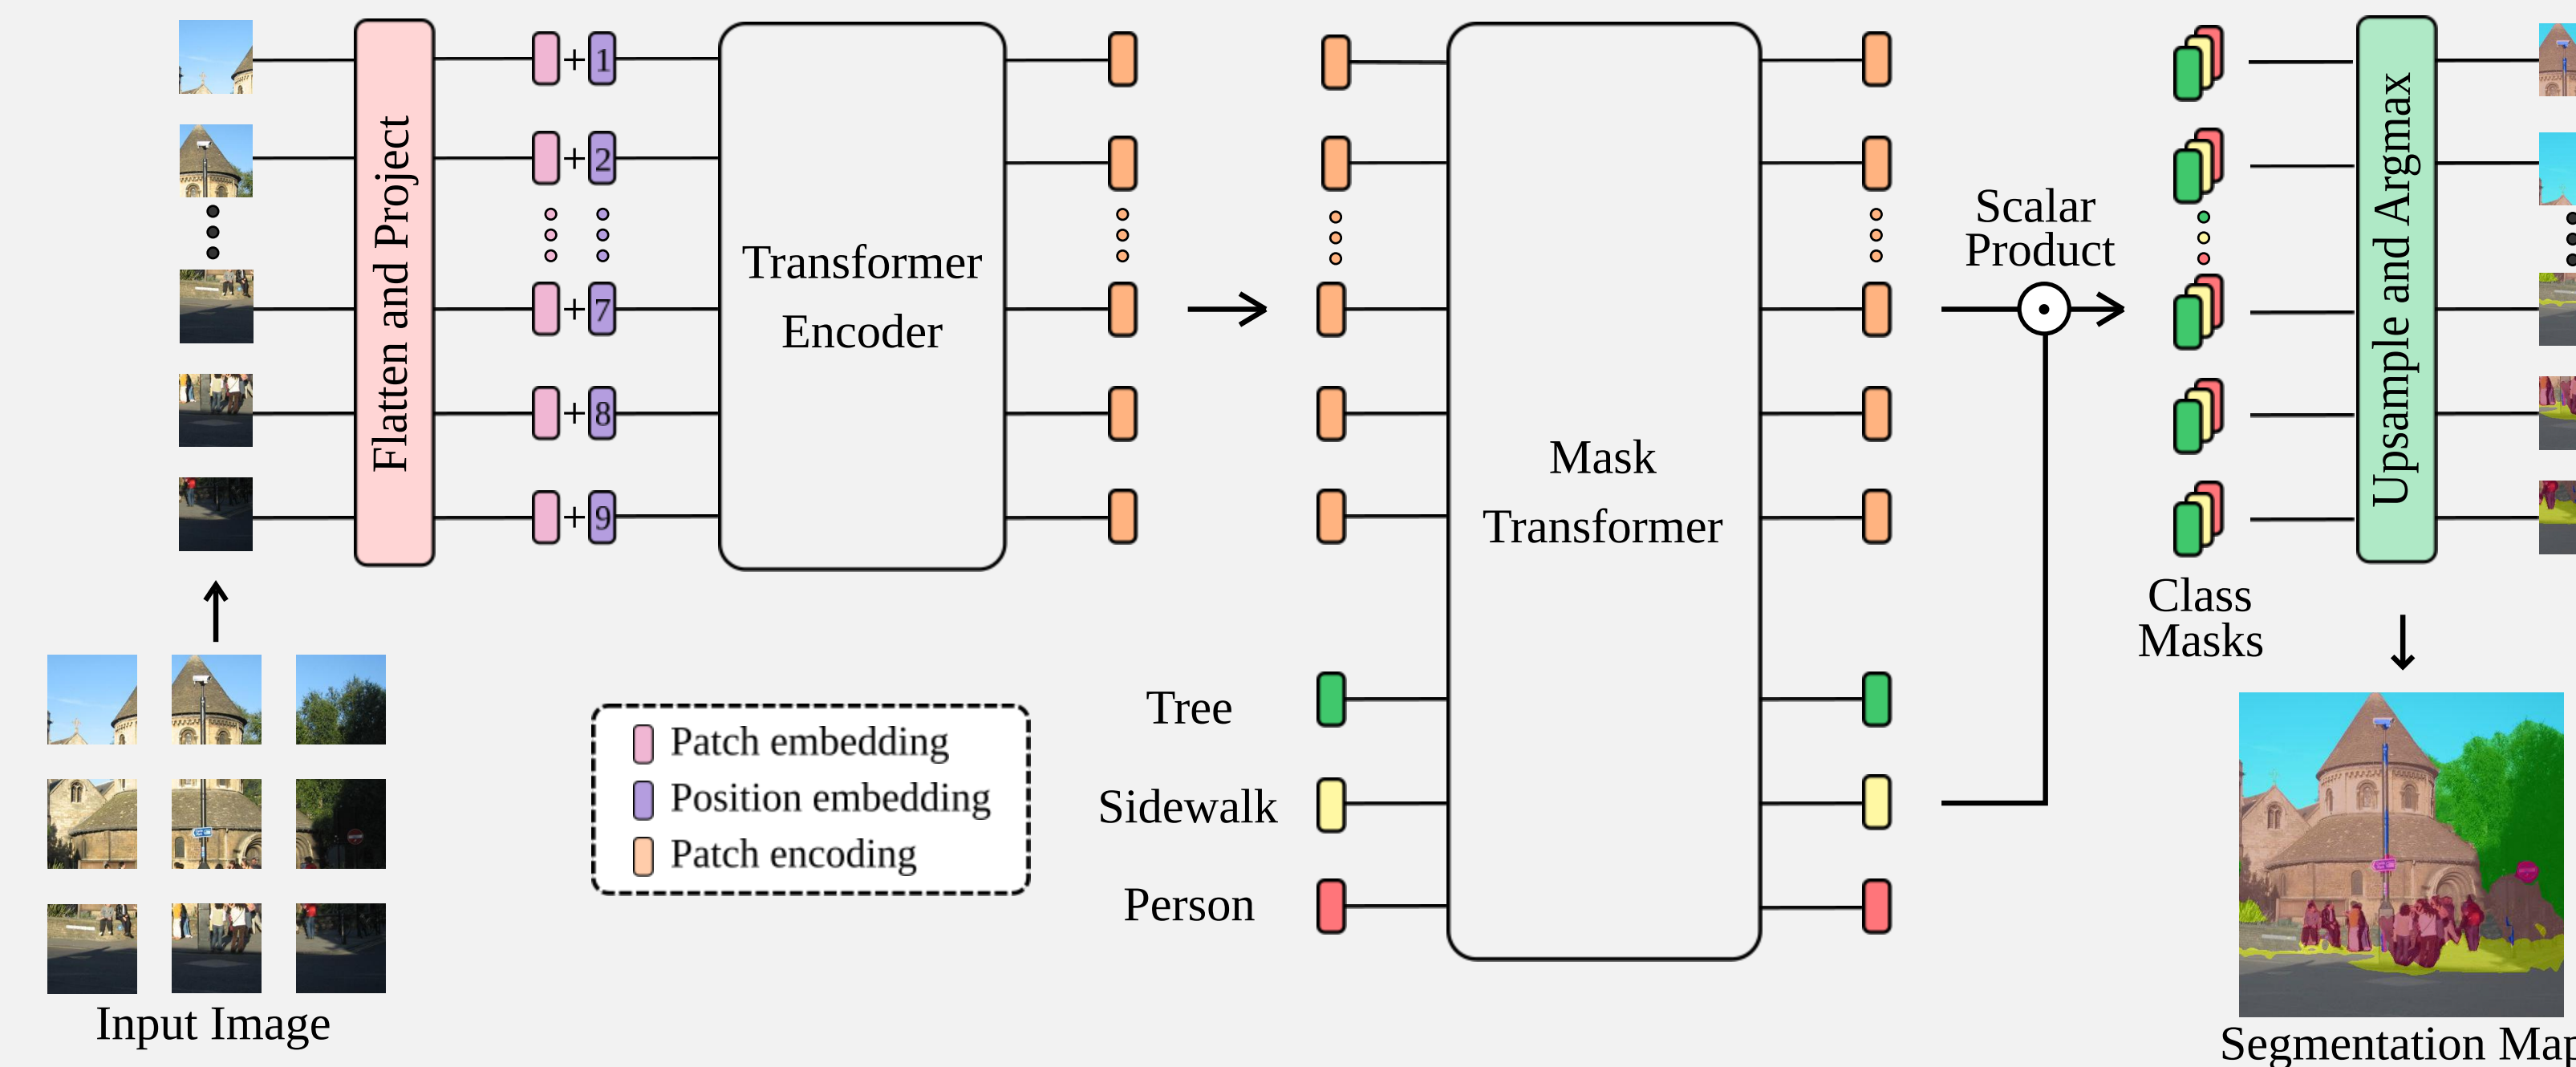 Flatten and Project
+ 1
+ 2
+ 7
+ 8
+ 9
Transformer
Encoder
Mask
Transformer
Scalar
Product
Upsample and Argmax
Class
Masks
Tree
Sidewalk
Person
Patch embedding
Position embedding
Patch encoding
Input Image
Segmentation Map